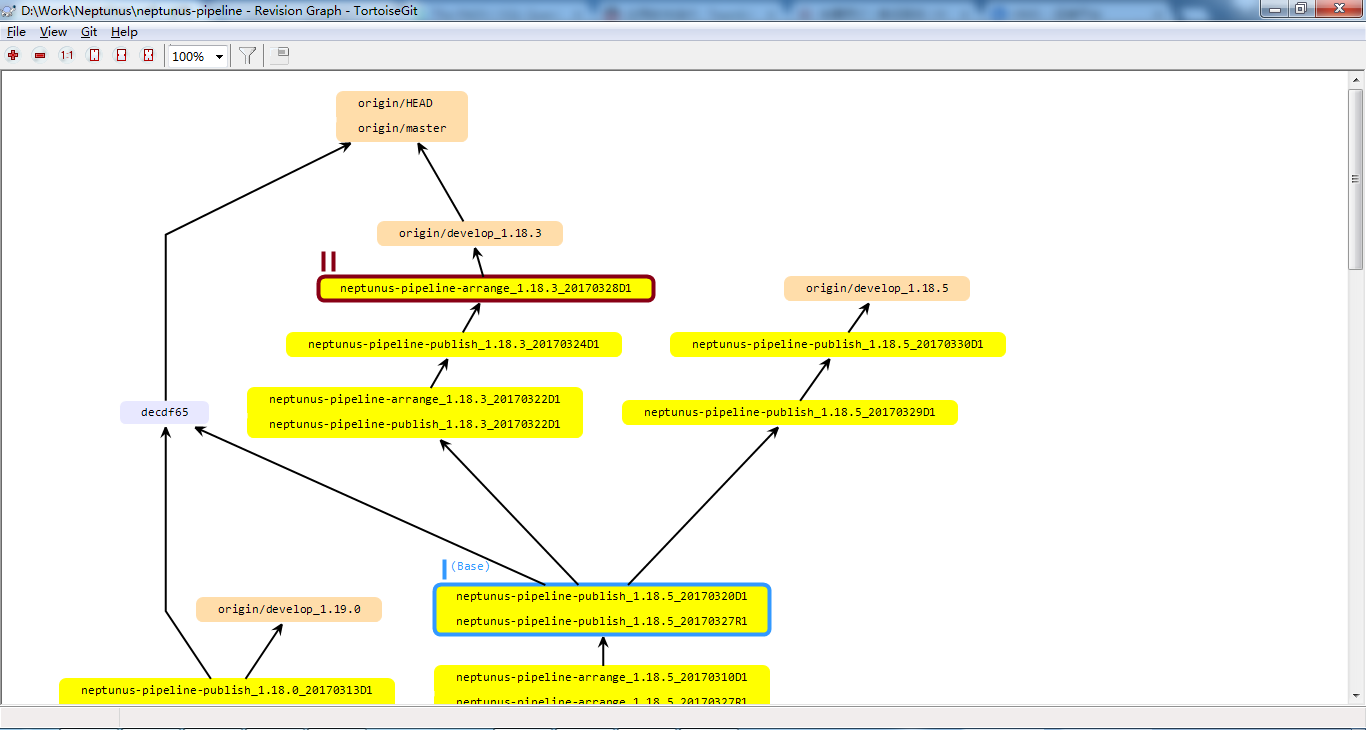 D:\Work\Neptunus\neptunus-pipeline - Revision Graph - TortoiseGit
File View Git Help
1:1 100%
origin/HEAD
origin/master
origin/develop_1.18.3
neptunus-pipeline-arrange_1.18.3_20170328D1
origin/develop_1.18.5
neptunus-pipeline-publish_1.18.3_20170324D1
neptunus-pipeline-publish_1.18.5_20170330D1
neptunus-pipeline-arrange_1.18.3_20170322D1
decdf65
neptunus-pipeline-publish_1.18.5_20170329D1
neptunus-pipeline-publish_1.18.3_20170322D1
(Base)
neptunus-pipeline-publish_1.18.5_20170320D1
origin/develop_1.19.0
neptunus-pipeline-publish_1.18.5_20170327R1
neptunus-pipeline-arrange_1.18.5_20170310D1
neptunus-pipeline-publish_1.18.0_20170313D1
neptunus-pipeline-arrange_1.18.5_20170327R1